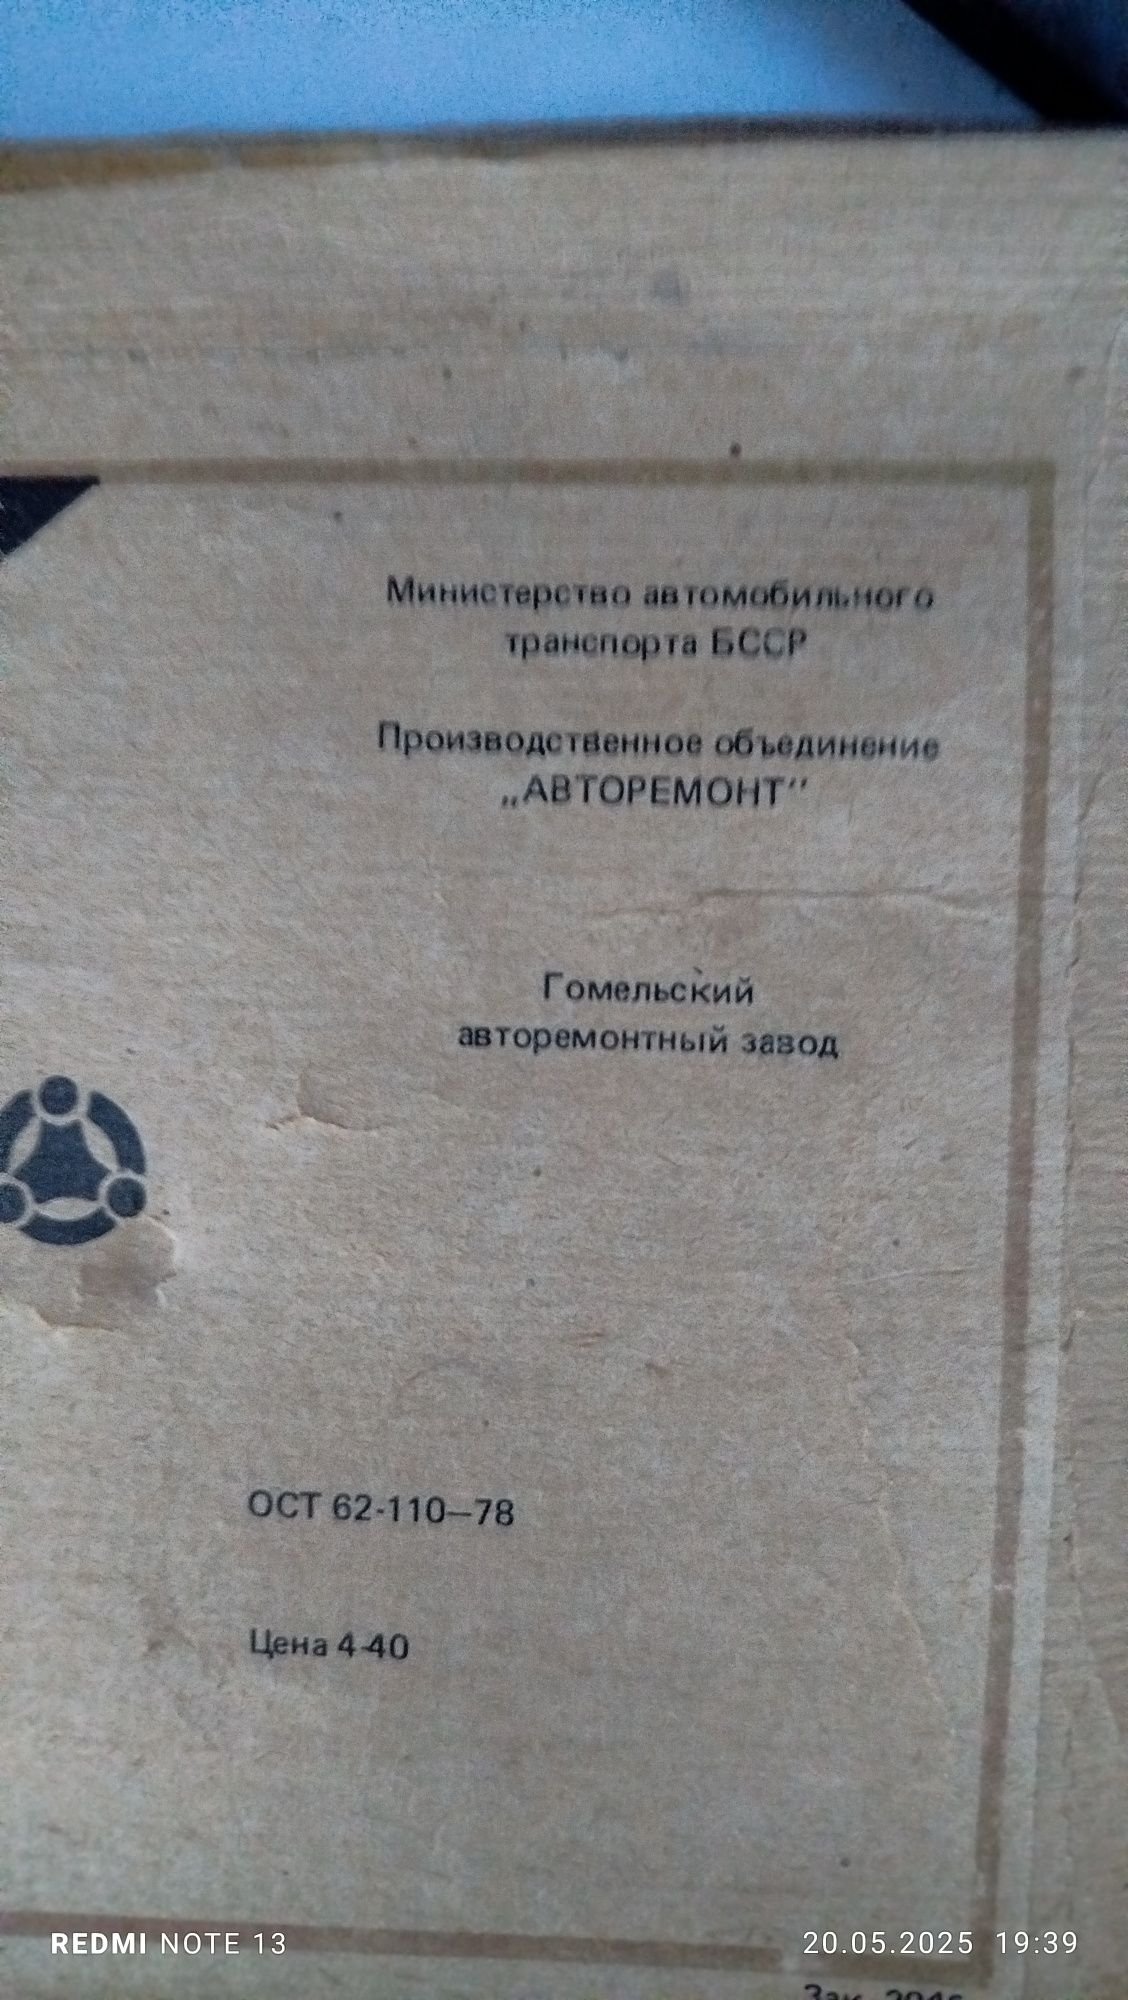 Министерство автомобильного
транспорта БССР
Производственное объединение
„АВТОРЕМОНТ”
Гомельский
авторемонтный завод
ОСТ 62-110—78
Цена 4-40
REDMI NOTE 13
20.05.2025 19:39
Зак.